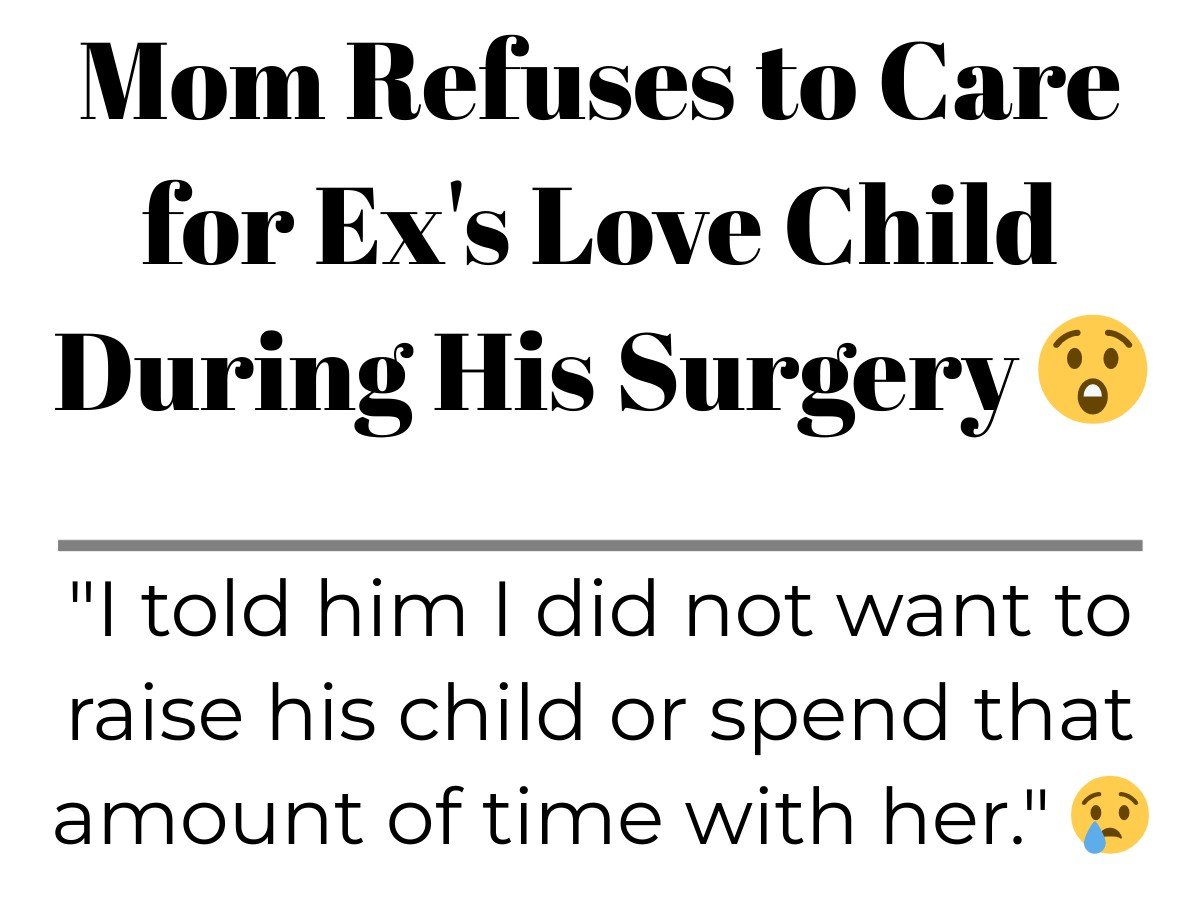 Mom Refuses to Care
for Ex's Love Child
During His Surgery 😮
"I told him I did not want to
raise his child or spend that
amount of time with her." 😢